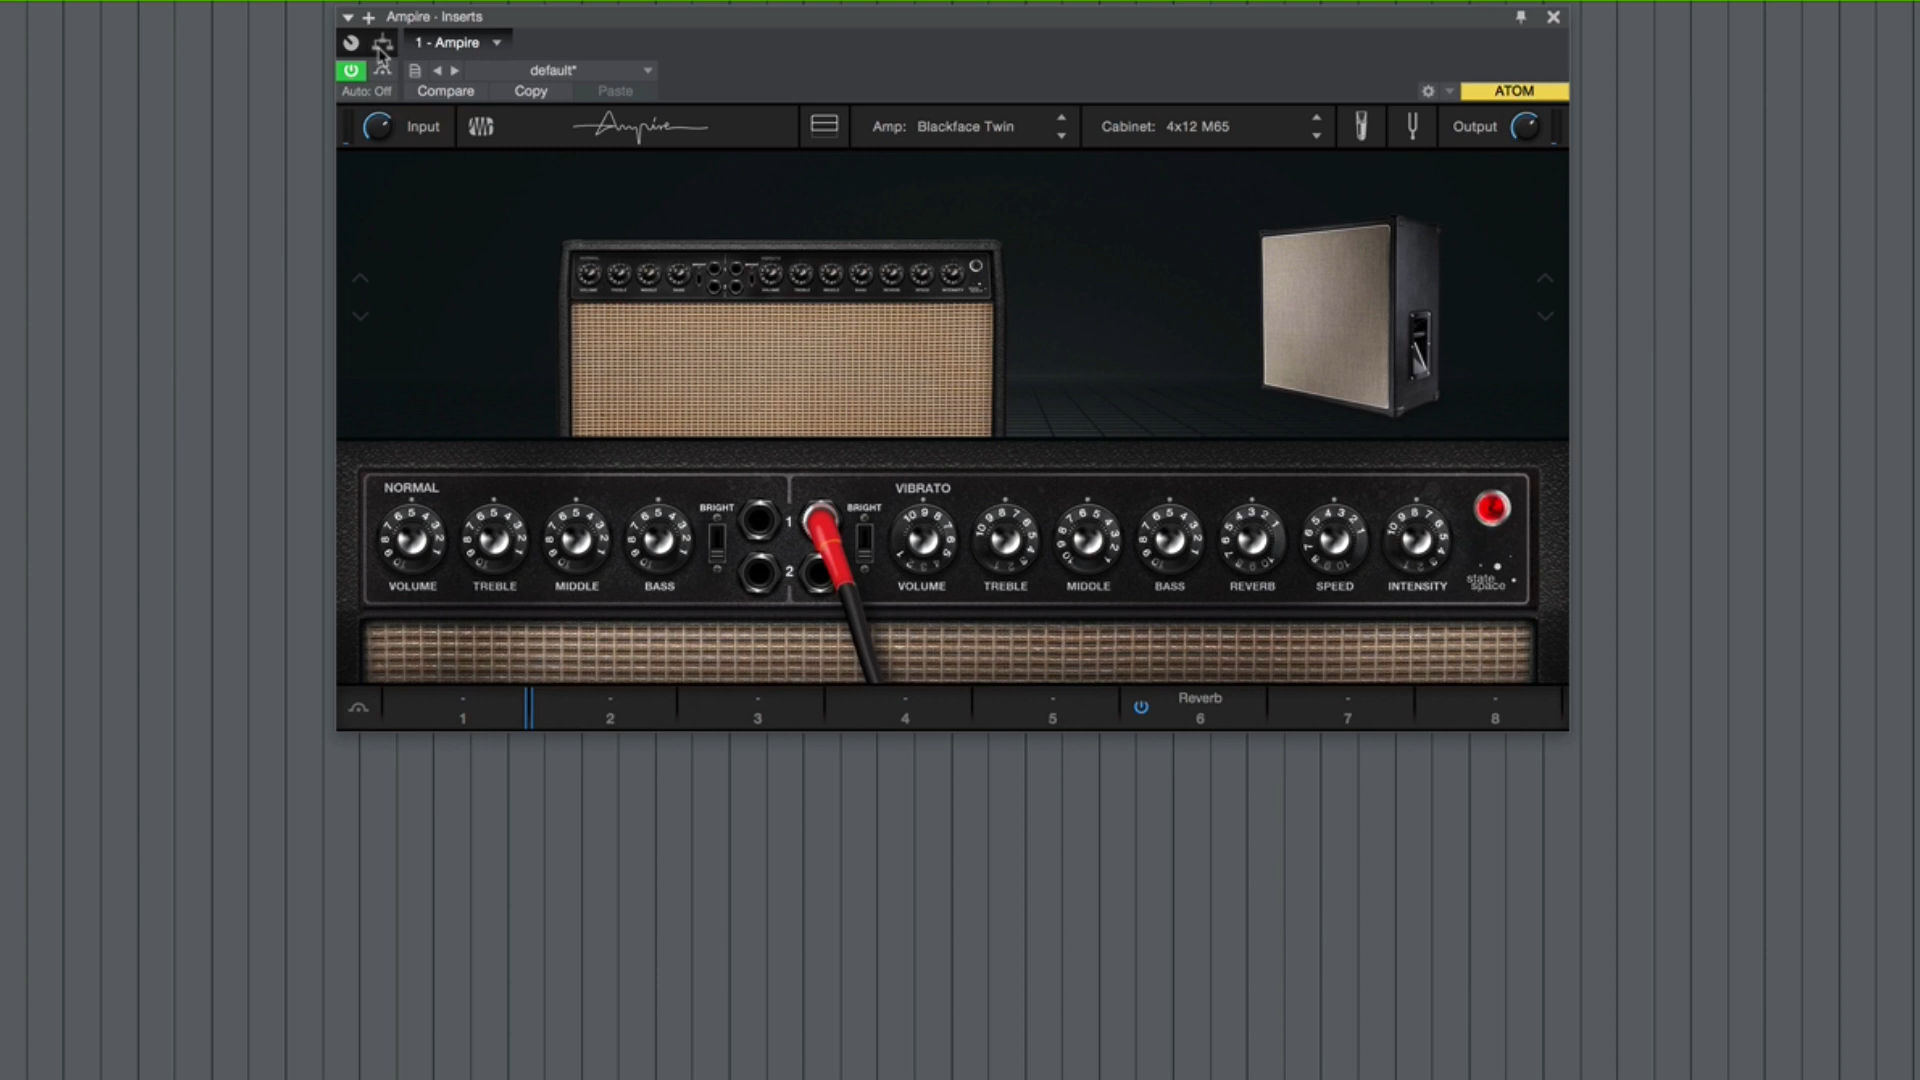 Ampire - Inserts
1 - Ampire
default*
Auto: Off Compare Copy Paste ATOM
Input Ampire Amp: Blackface Twin Cabinet: 4x12 M65 Output
NORMAL VIBRATO
BRIGHT 1 BRIGHT
2
VOLUME TREBLE MIDDLE BASS VOLUME TREBLE MIDDLE BASS REVERB SPEED INTENSITY
state
space
- - - - - Reverb - -
1 2 3 4 5 6 7 8